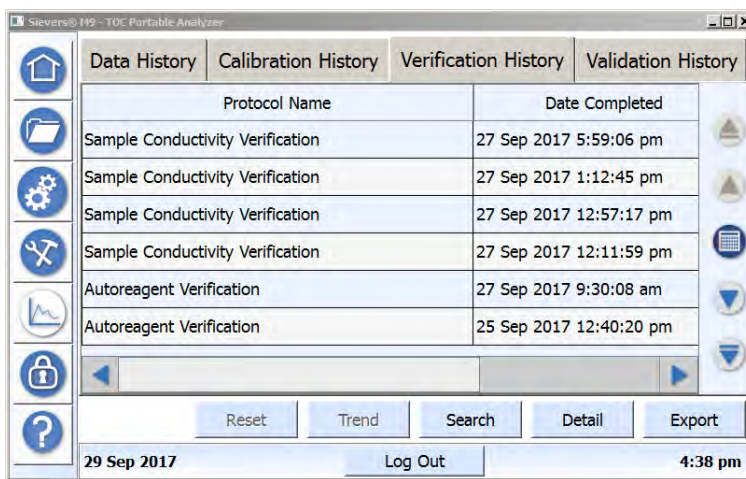 Sievers® M9 - TOC Portable Analyzer
Data History Calibration History Verification History Validation History
Protocol Name Date Completed
Sample Conductivity Verification 27 Sep 2017 5:59:06 pm
Sample Conductivity Verification 27 Sep 2017 1:12:45 pm
Sample Conductivity Verification 27 Sep 2017 12:57:17 pm
Sample Conductivity Verification 27 Sep 2017 12:11:59 pm
Autoreagent Verification 27 Sep 2017 9:30:08 am
Autoreagent Verification 25 Sep 2017 12:40:20 pm
Reset Trend Search Detail Export
29 Sep 2017 Log Out 4:38 pm